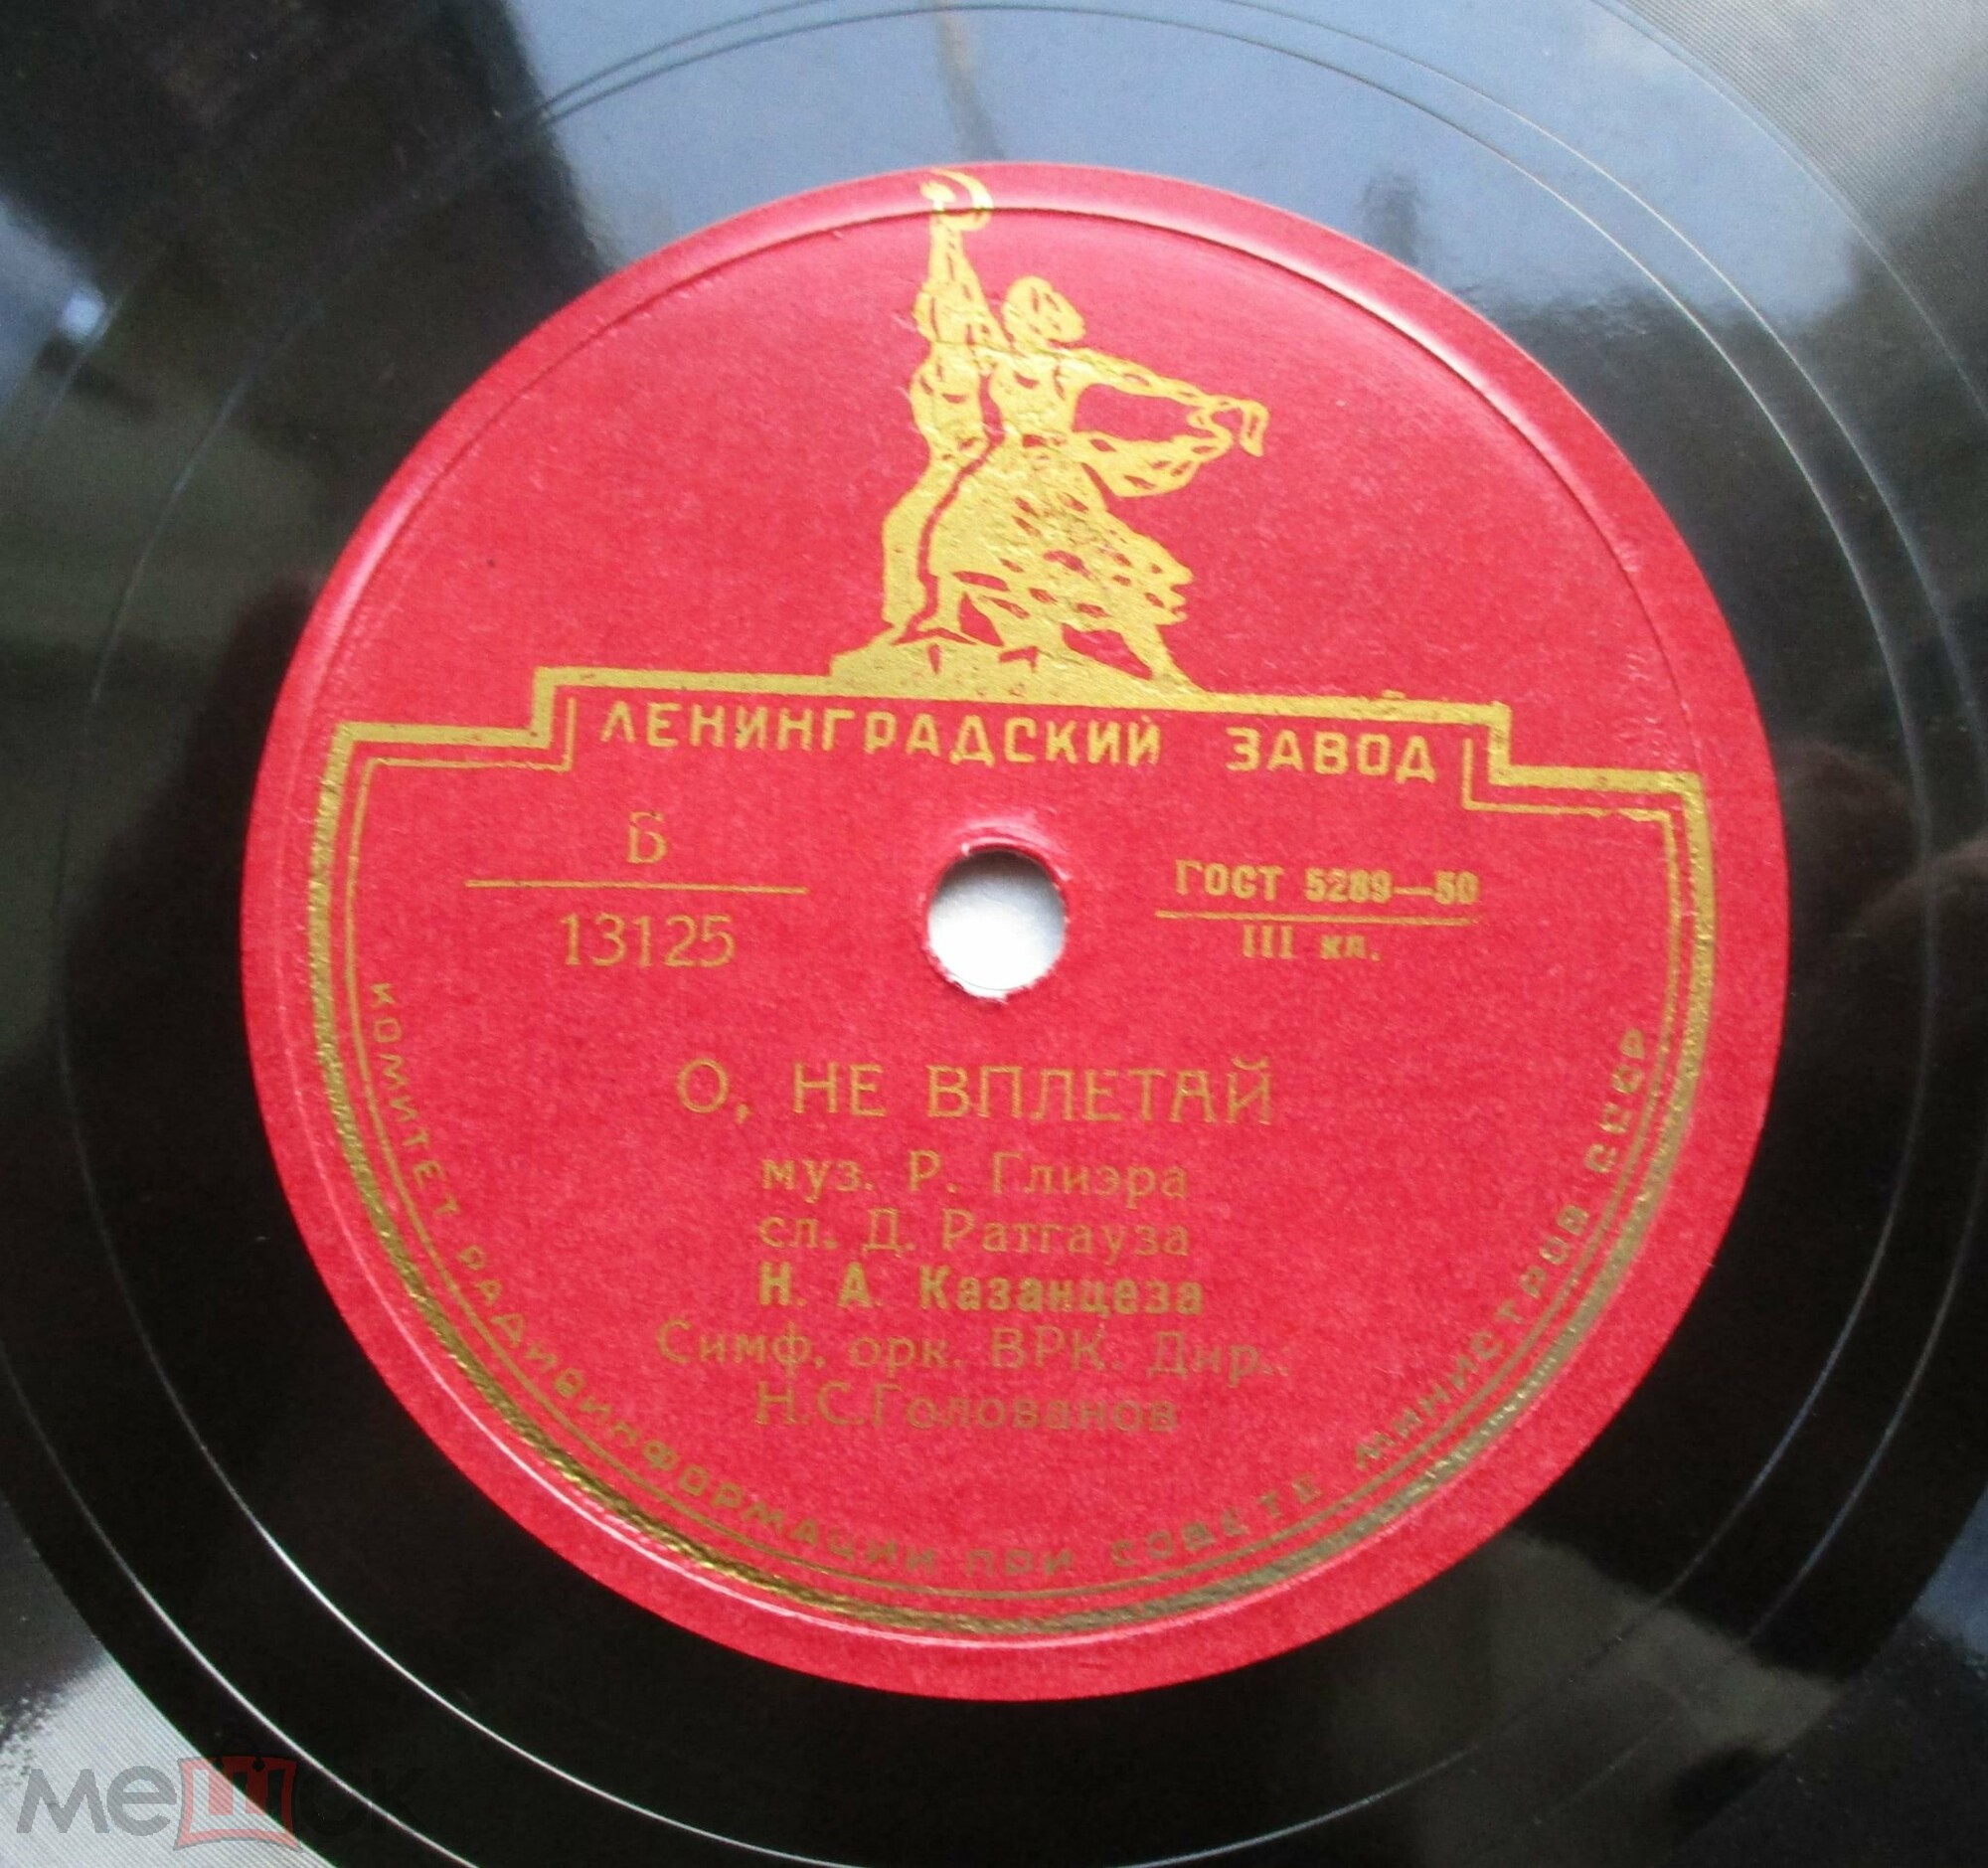 ЛЕНИНГРАДСКИЙ ЗАВОД
Б
13125
ГОСТ 5289—50
III кл.
О, НЕ ВПЛЕТАЙ
муз. Р. Глиэра
сл. Д. Ратгауза
Н. А. Казанцева
Симф. орк. ВРК. Дир.:
Н.С.Голованов
КОМИТЕТ РАДИОИНФОРМАЦИИ ПРИ СОВЕТЕ МИНИСТРОВ СССР
мешок